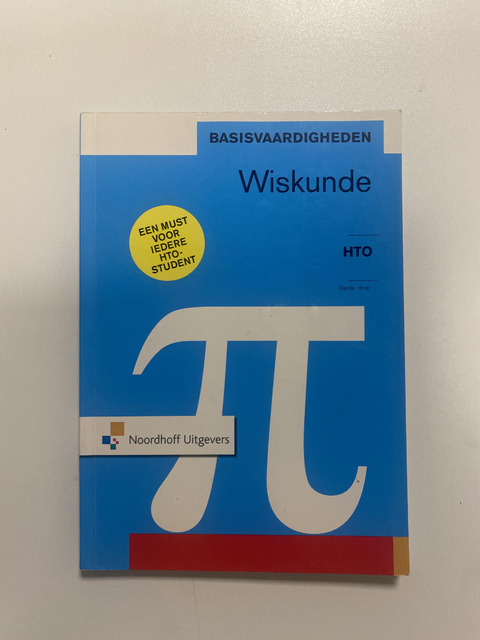 BASISVAARDIGHEDEN
Wiskunde
EEN MUST
VOOR
IEDERE
HTO-
STUDENT
HTO
Derde druk
π
Noordhoff Uitgevers